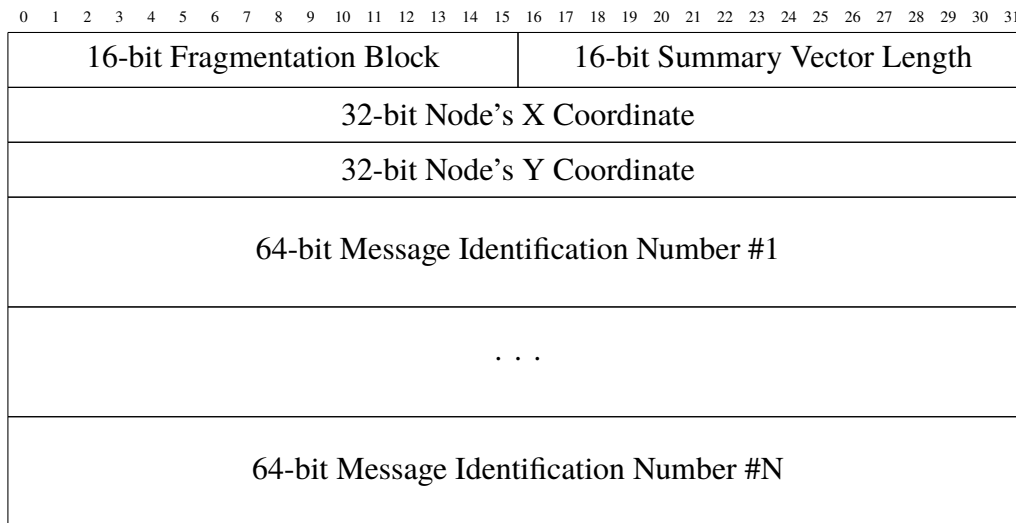 0 1 2 3 4 5 6 7 8 9 10 11 12 13 14 15 16 17 18 19 20 21 22 23 24 25 26 27 28 29 30 31
16-bit Fragmentation Block 16-bit Summary Vector Length
32-bit Node's X Coordinate
32-bit Node's Y Coordinate
64-bit Message Identification Number #1
. . .
64-bit Message Identification Number #N